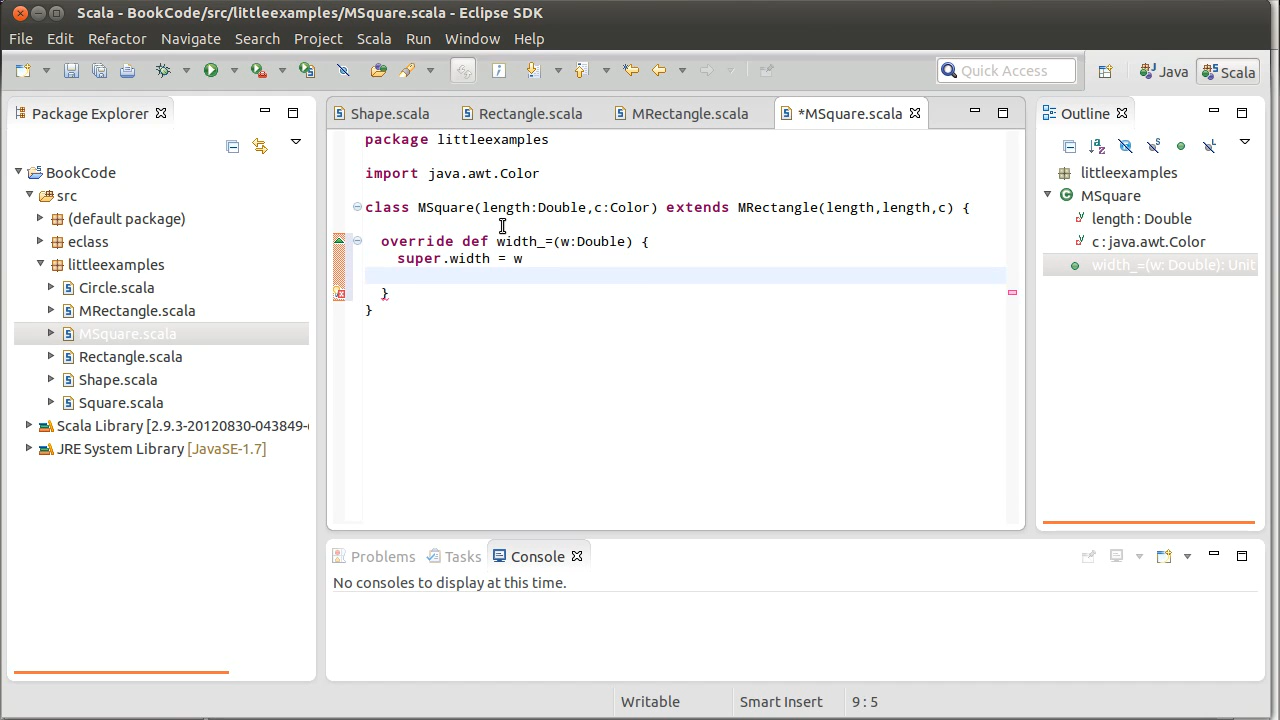 Scala - BookCode/src/littleexamples/MSquare.scala - Eclipse SDK
File Edit Refactor Navigate Search Project Scala Run Window Help
Quick Access Java Scala
Package Explorer
BookCode
src
(default package)
eclass
littleexamples
Circle.scala
MRectangle.scala
MSquare.scala
Rectangle.scala
Shape.scala
Square.scala
Scala Library [2.9.3-20120830-043849-
JRE System Library [JavaSE-1.7]
Shape.scala Rectangle.scala MRectangle.scala *MSquare.scala
package littleexamples
import java.awt.Color
class MSquare(length:Double,c:Color) extends MRectangle(length,length,c) {
override def width_=(w:Double) {
super.width = w
}
}
Outline
littleexamples
MSquare
length : Double
c : java.awt.Color
width_=(w: Double): Unit
Problems Tasks Console
No consoles to display at this time.
Writable Smart Insert 9 : 5